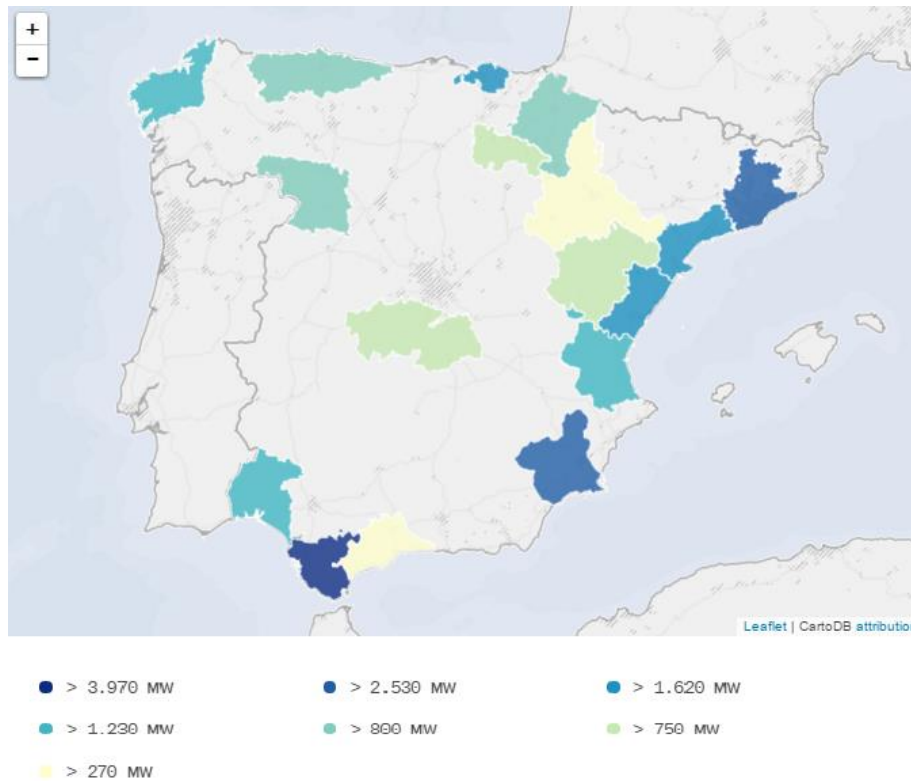 +
−
Leaflet | CartoDB attribution
> 3.970 MW
> 2.530 MW
> 1.620 MW
> 1.230 MW
> 800 MW
> 750 MW
> 270 MW